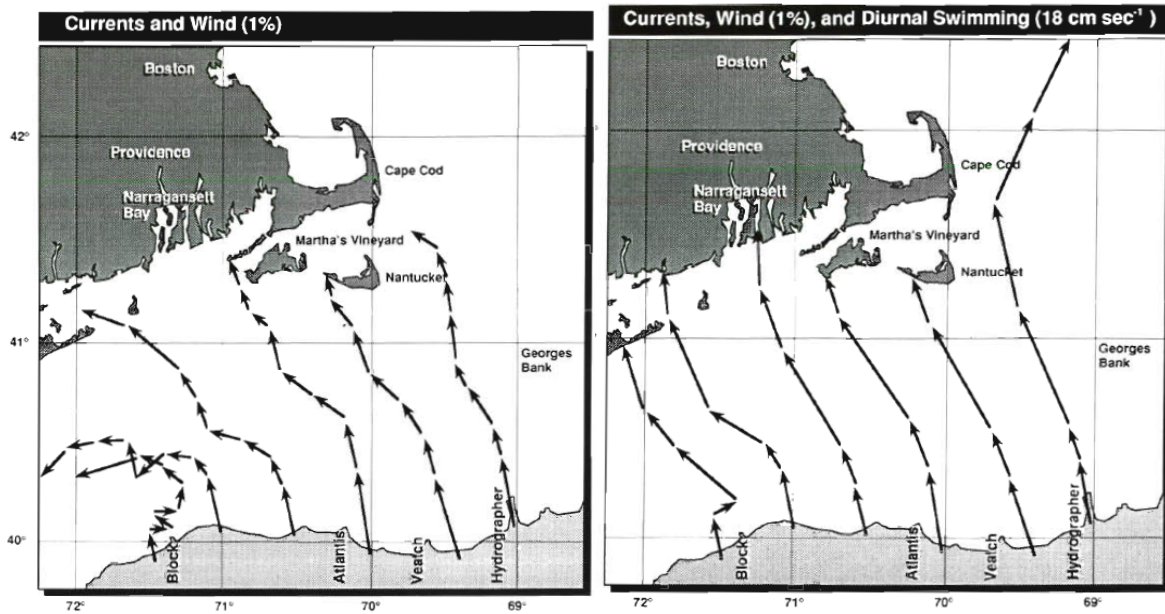 Currents and Wind (1%)
Boston
42°
Providence
Cape Cod
Narragansett
Bay
Martha's Vineyard
Nantucket
41°
Georges
Bank
40°
Block
Atlantis
Veatch
Hydrographer
72°
71°
70°
69°
Currents, Wind (1%), and Diurnal Swimming (18 cm sec⁻¹)
Boston
Providence
Cape Cod
Narragansett
Bay
Martha's Vineyard
Nantucket
41°
Georges
Bank
40°
Block
Atlantis
Veatch
Hydrographer
72°
71°
70°
69°